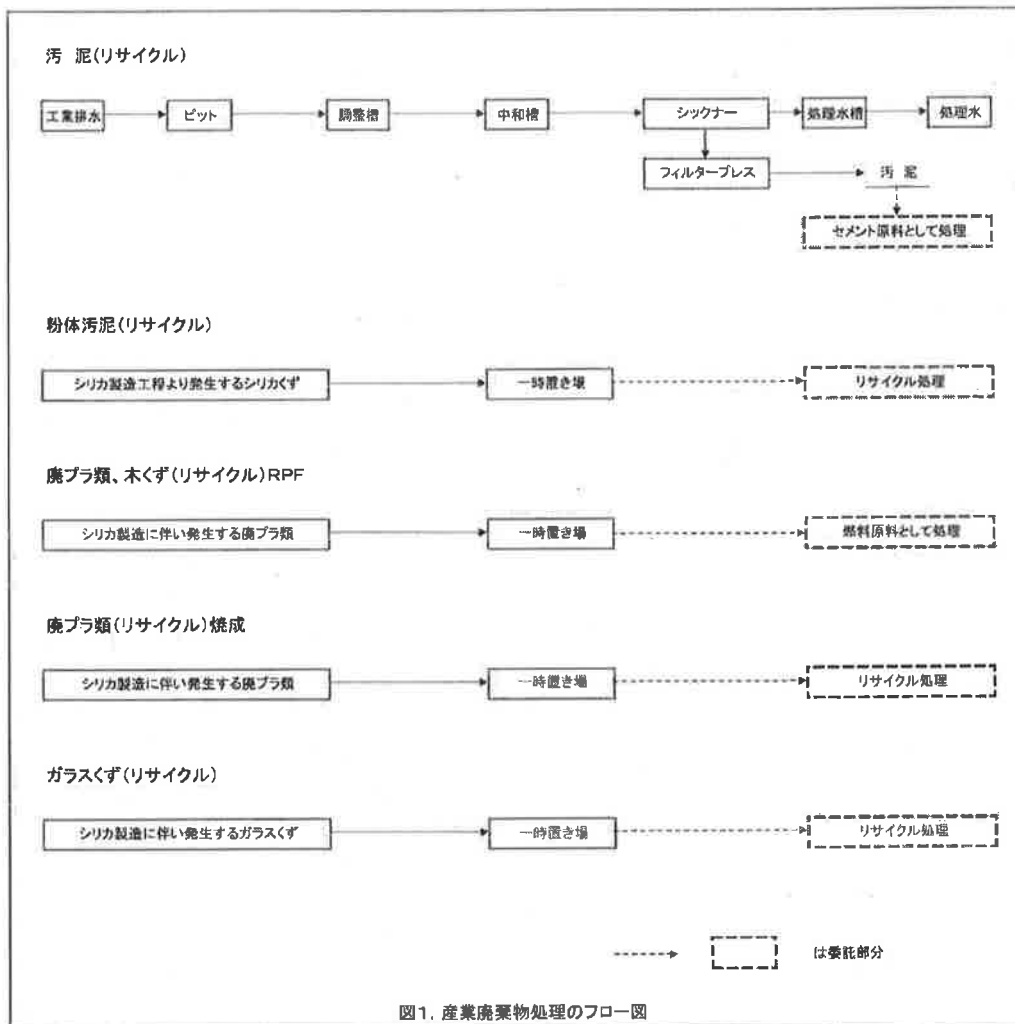 汚 泥(リサイクル)
工業排水 ピット 調整槽 中和槽 シックナー 処理水槽 処理水
フィルタープレス 汚 泥
セメント原料として処理
粉体汚泥(リサイクル)
シリカ製造工程より発生するシリカくず 一時置き場 リサイクル処理
廃プラ類、木くず(リサイクル)RPF
シリカ製造に伴い発生する廃プラ類 一時置き場 燃料原料として処理
廃プラ類(リサイクル)焼成
シリカ製造に伴い発生する廃プラ類 一時置き場 リサイクル処理
ガラスくず(リサイクル)
シリカ製造に伴い発生するガラスくず 一時置き場 リサイクル処理
は委託部分
図1. 産業廃棄物処理のフロー図